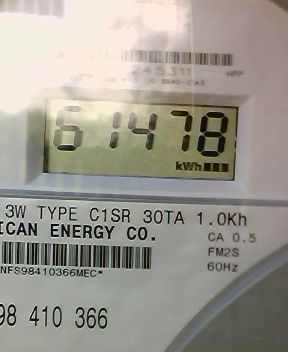 245311
61478
kWh
3W TYPE C1SR 30TA 1.0Kh
ICAN ENERGY CO.
CA 0.5
FM2S
60Hz
NFS98410366MEC*
98 410 366